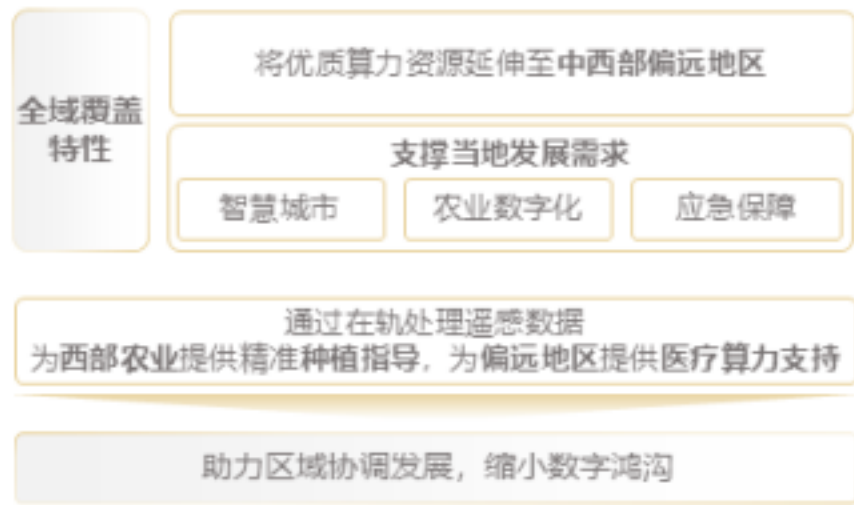 全域覆盖
特性
将优质算力资源延伸至中西部偏远地区
支撑当地发展需求
智慧城市
农业数字化
应急保障
通过在轨处理遥感数据
为西部农业提供精准种植指导，为偏远地区提供医疗算力支持
助力区域协调发展，缩小数字鸿沟